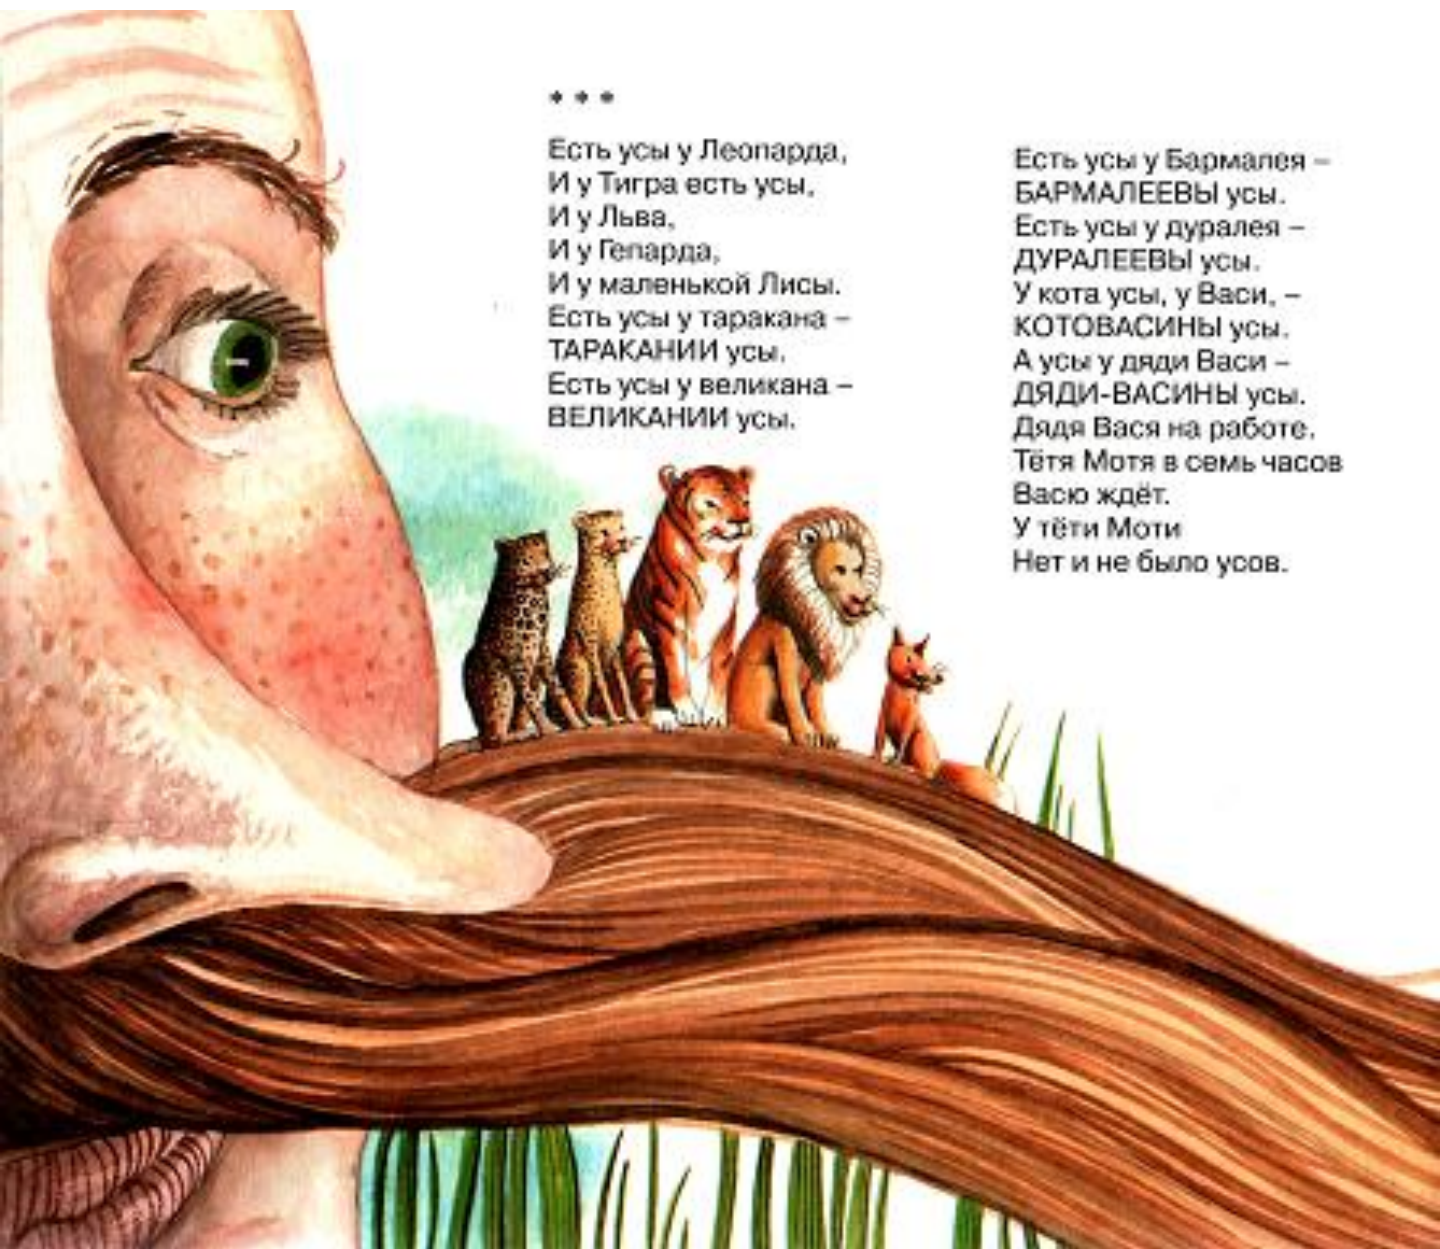 * * *
Есть усы у Леопарда,
И у Тигра есть усы,
И у Льва,
И у Гепарда,
И у маленькой Лисы.
Есть усы у таракана –
ТАРАКАНИИ усы.
Есть усы у великана –
ВЕЛИКАНИИ усы.
Есть усы у Бармалея –
БАРМАЛЕЕВЫ усы.
Есть усы у дуралея –
ДУРАЛЕЕВЫ усы.
У кота усы, у Васи, –
КОТОВАСИНЫ усы.
А усы у дяди Васи –
ДЯДИ-ВАСИНЫ усы.
Дядя Вася на работе.
Тётя Мотя в семь часов
Васю ждёт.
У тёти Моти
Нет и не было усов.